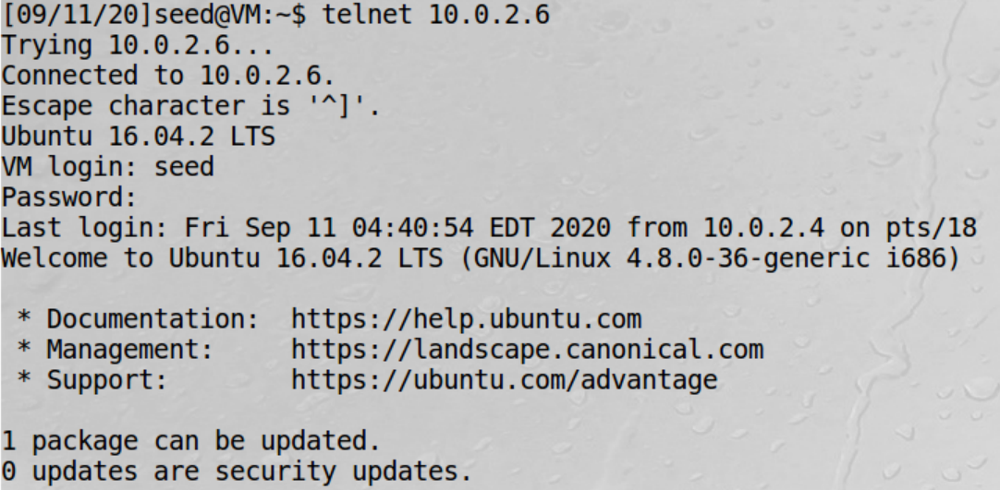 [09/11/20]seed@VM:~$ telnet 10.0.2.6
Trying 10.0.2.6...
Connected to 10.0.2.6.
Escape character is '^]'.
Ubuntu 16.04.2 LTS
VM login: seed
Password:
Last login: Fri Sep 11 04:40:54 EDT 2020 from 10.0.2.4 on pts/18
Welcome to Ubuntu 16.04.2 LTS (GNU/Linux 4.8.0-36-generic i686)

 * Documentation:  https://help.ubuntu.com
 * Management:     https://landscape.canonical.com
 * Support:        https://ubuntu.com/advantage

1 package can be updated.
0 updates are security updates.